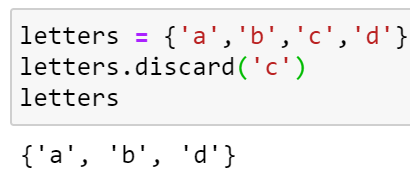 letters = {'a','b','c','d'}
letters.discard('c')
letters
{'a', 'b', 'd'}